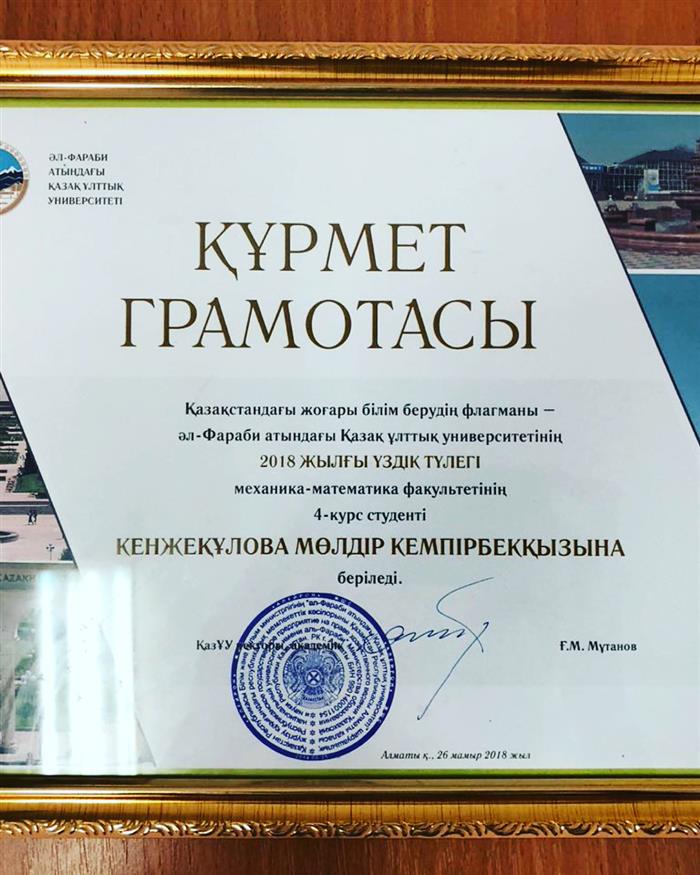 ӘЛ-ФАРАБИ
АТЫНДАҒЫ
ҚАЗАҚ ҰЛТТЫҚ
УНИВЕРСИТЕТІ
ҚҰРМЕТ
ГРАМОТАСЫ
Қазақстандағы жоғары білім берудің флагманы –
әл-Фараби атындағы Қазақ ұлттық университетінің
2018 ЖЫЛҒЫ ҮЗДІК ТҮЛЕГІ
механика-математика факультетінің
4-курс студенті
КЕНЖЕҚҰЛОВА МӨЛДІР КЕМПІРБЕКҚЫЗЫНА
беріледі.
ҚазҰУ ректоры, академик
Ғ.М. Мұтанов
Алматы қ., 26 мамыр 2018 жыл